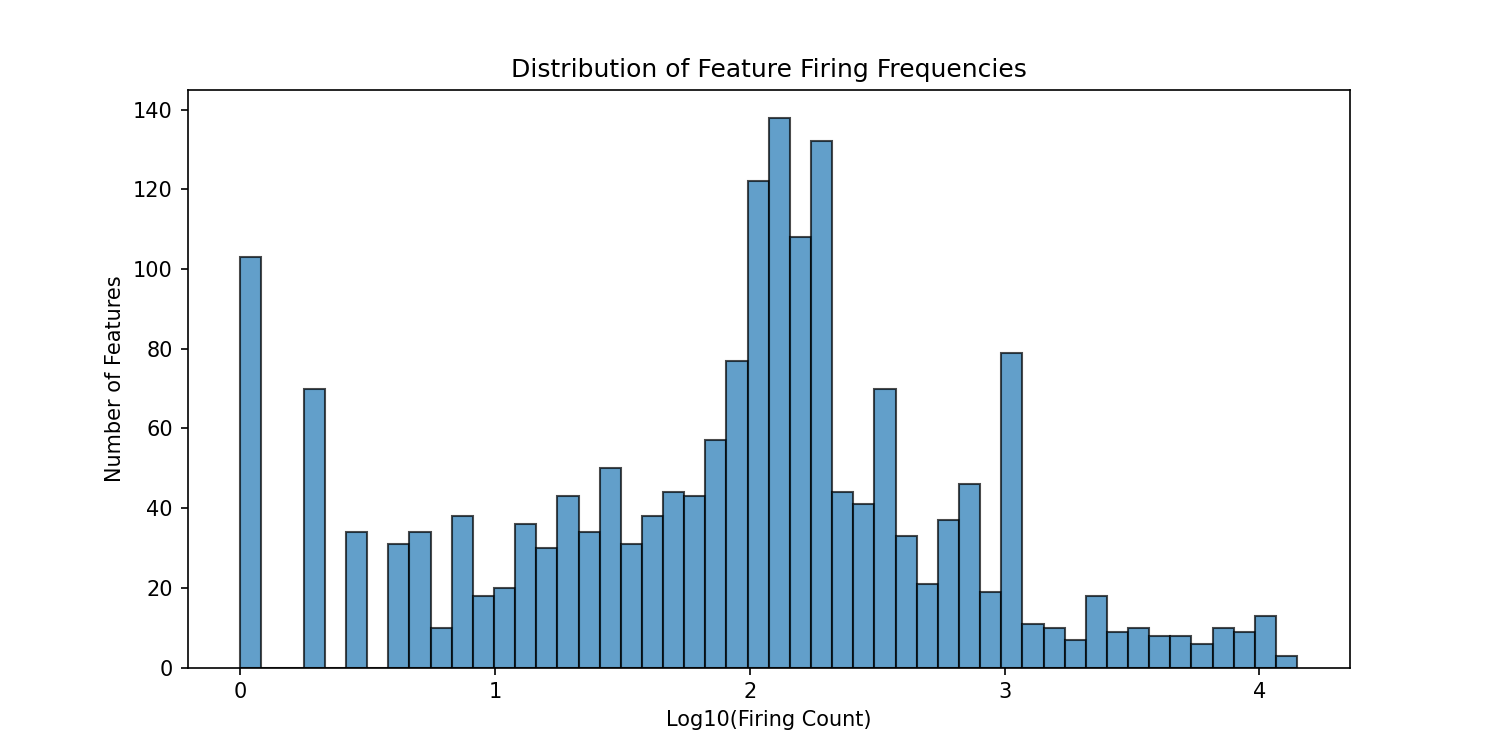 Distribution of Feature Firing Frequencies
Number of Features
140
120
100
80
60
40
20
0
0 1 2 3 4
Log10(Firing Count)